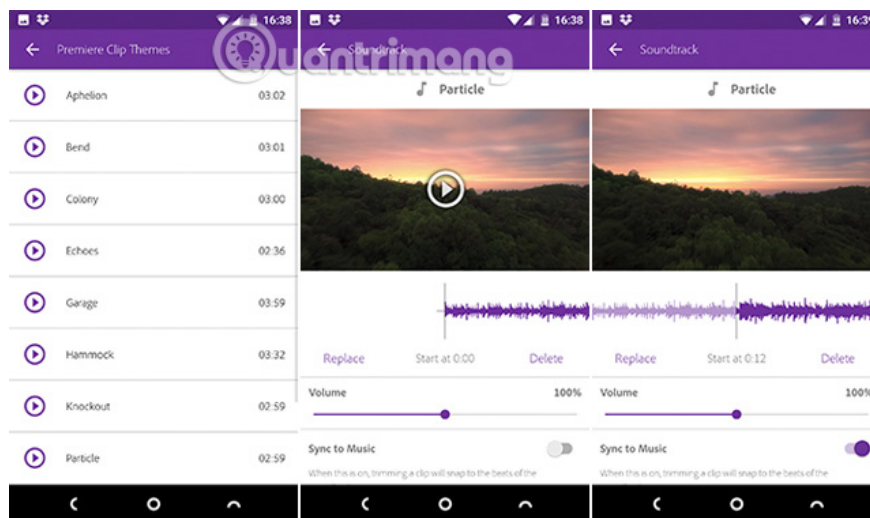 16:38
Premiere Clip Themes
Aphelion 03:02
Bend 03:01
Colony 03:00
Echoes 02:36
Garage 03:59
Hammock 03:32
Knockout 02:59
Particle 02:59
Quantrimang
16:38
Soundtrack
Particle
Replace Start at 0:00 Delete
Volume 100%
Sync to Music
When this is on, trimming a clip will snap to the beats of the
16:39
Soundtrack
Particle
Replace Start at 0:12 Delete
Volume 100%
Sync to Music
When this is on, trimming a clip will snap to the beats of the